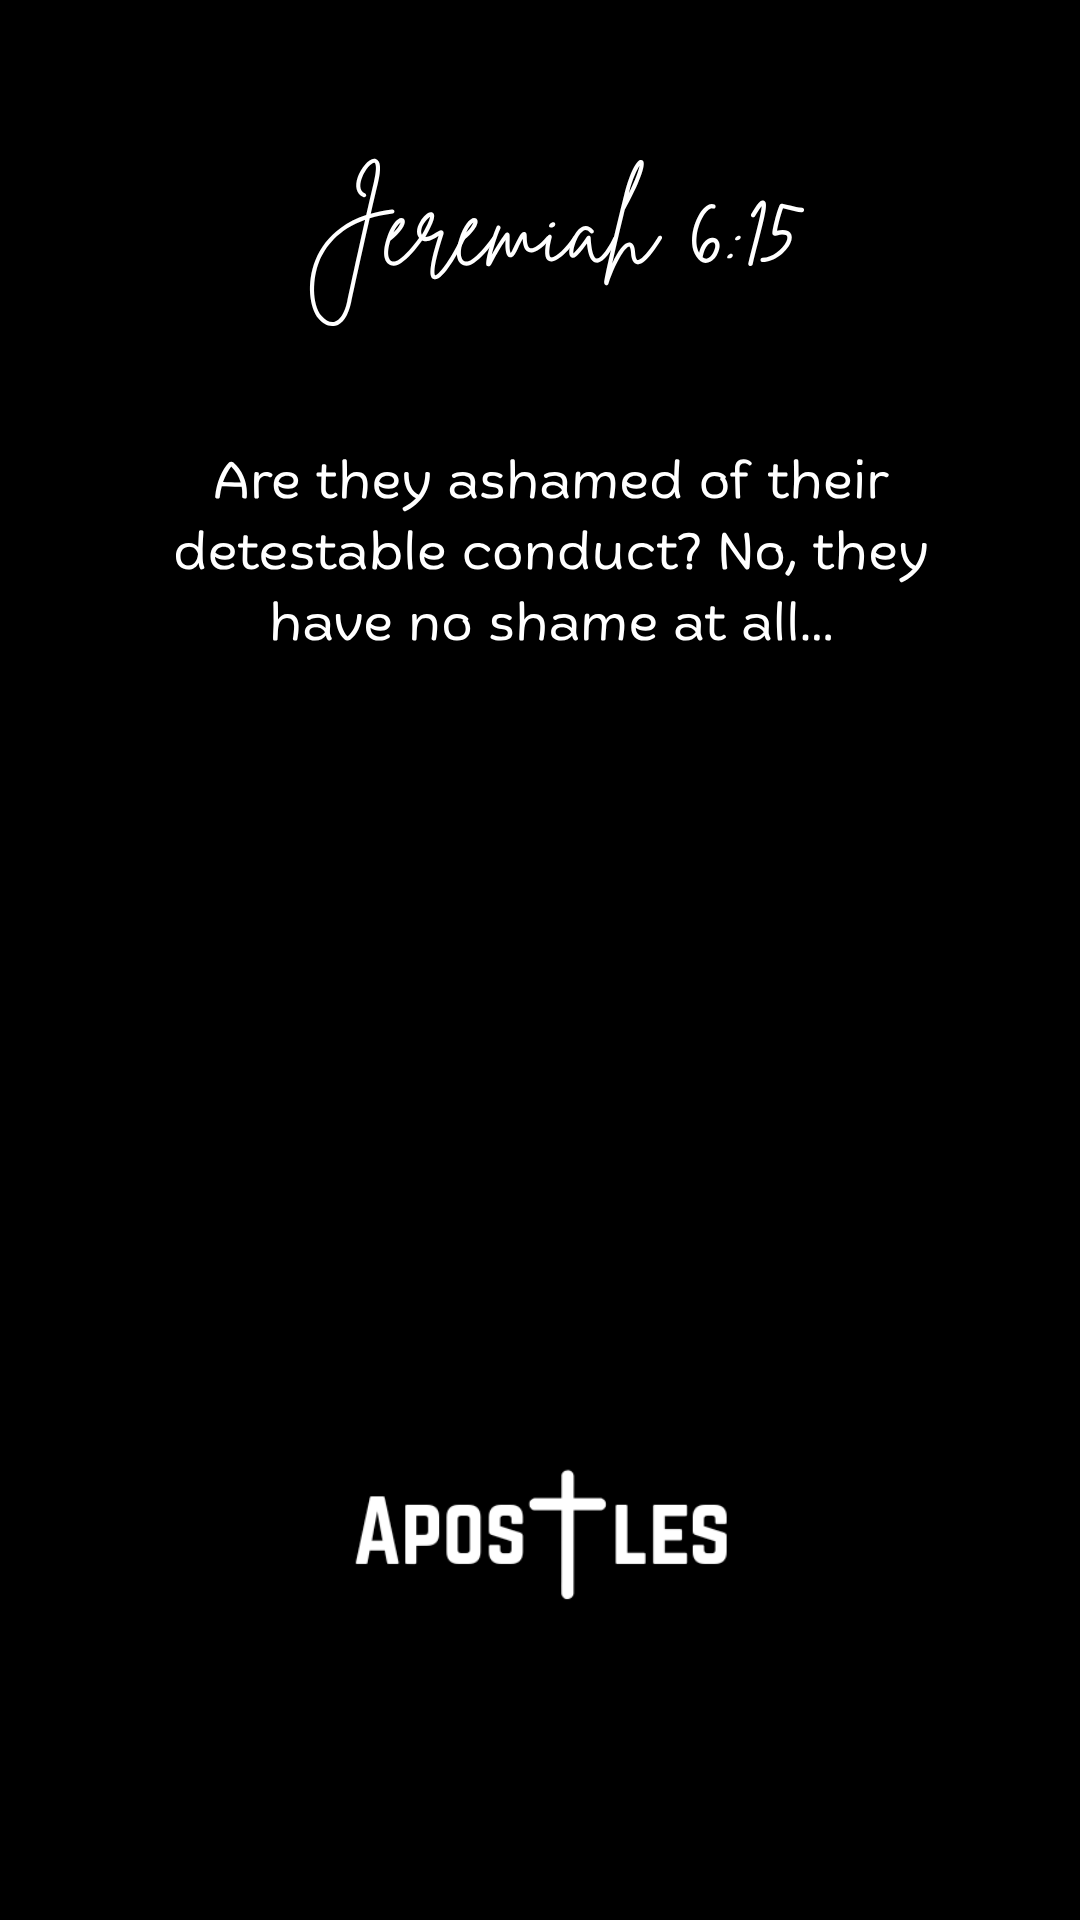 Jeremiah 6:15
Are they ashamed of their
detestable conduct? No, they
have no shame at all...
APOSTLES